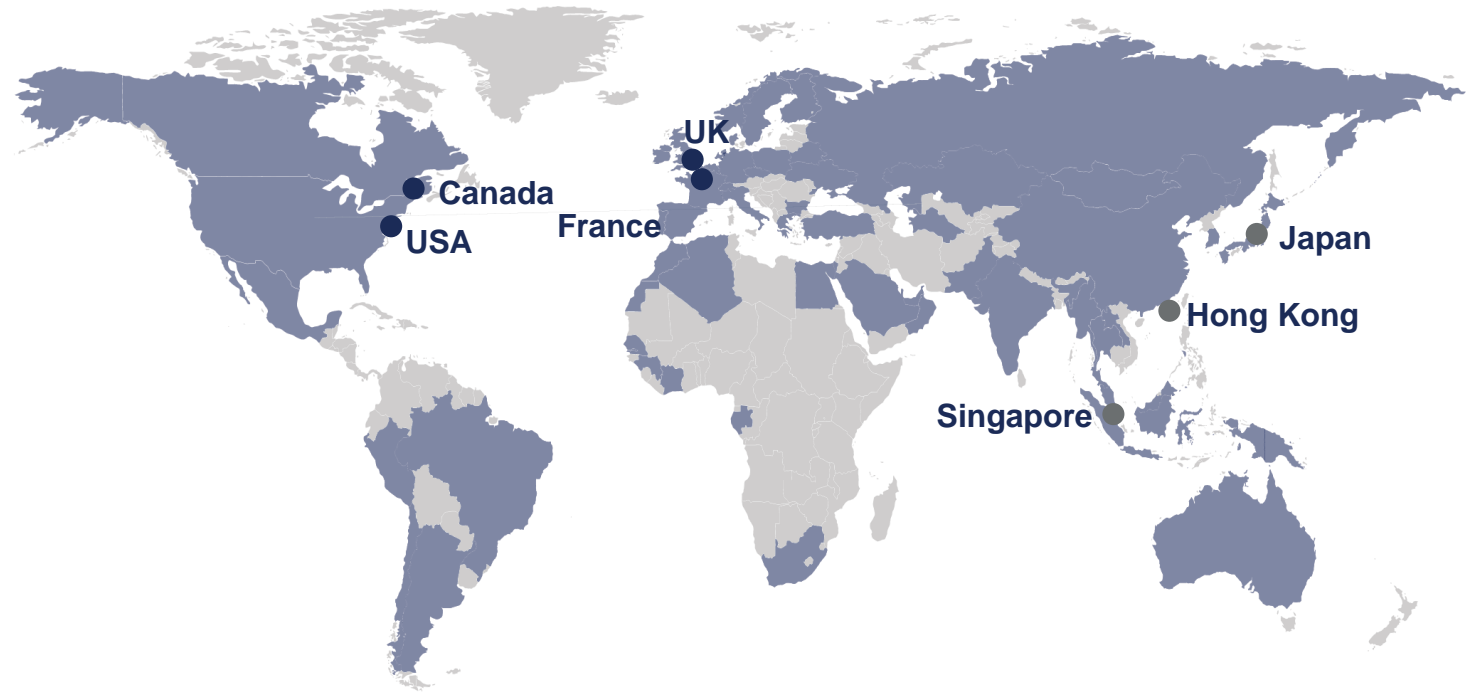 UK
Canada
France
USA
Japan
Hong Kong
Singapore